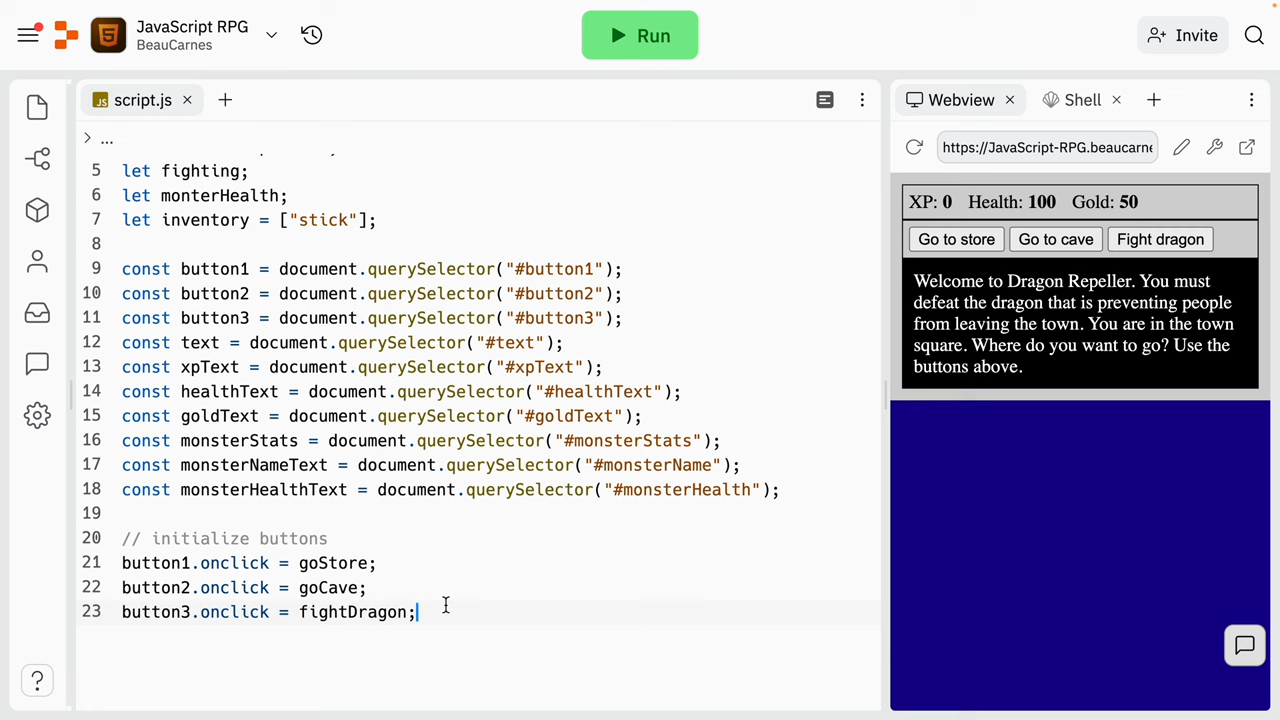 JavaScript RPG
BeauCarnes
Run
Invite
JS script.js
Webview
Shell
...
https://JavaScript-RPG.beaucarne
5 let fighting;
6 let monterHealth;
7 let inventory = ["stick"];
8
9 const button1 = document.querySelector("#button1");
10 const button2 = document.querySelector("#button2");
11 const button3 = document.querySelector("#button3");
12 const text = document.querySelector("#text");
13 const xpText = document.querySelector("#xpText");
14 const healthText = document.querySelector("#healthText");
15 const goldText = document.querySelector("#goldText");
16 const monsterStats = document.querySelector("#monsterStats");
17 const monsterNameText = document.querySelector("#monsterName");
18 const monsterHealthText = document.querySelector("#monsterHealth");
19
20 // initialize buttons
21 button1.onclick = goStore;
22 button2.onclick = goCave;
23 button3.onclick = fightDragon;
XP: 0 Health: 100 Gold: 50
Go to store Go to cave Fight dragon
Welcome to Dragon Repeller. You must
defeat the dragon that is preventing people
from leaving the town. You are in the town
square. Where do you want to go? Use the
buttons above.
?